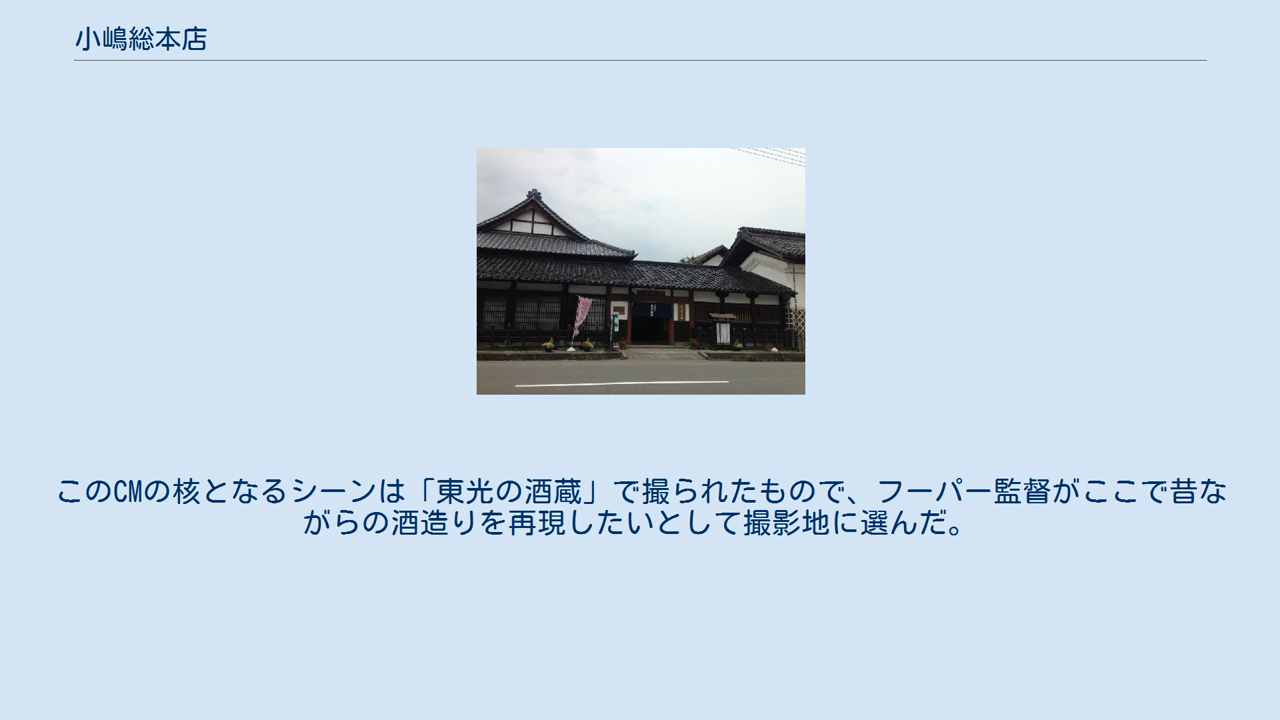 小嶋総本店
このCMの核となるシーンは「東光の酒蔵」で撮られたもので、フーパー監督がここで昔な
がらの酒造りを再現したいとして撮影地に選んだ。